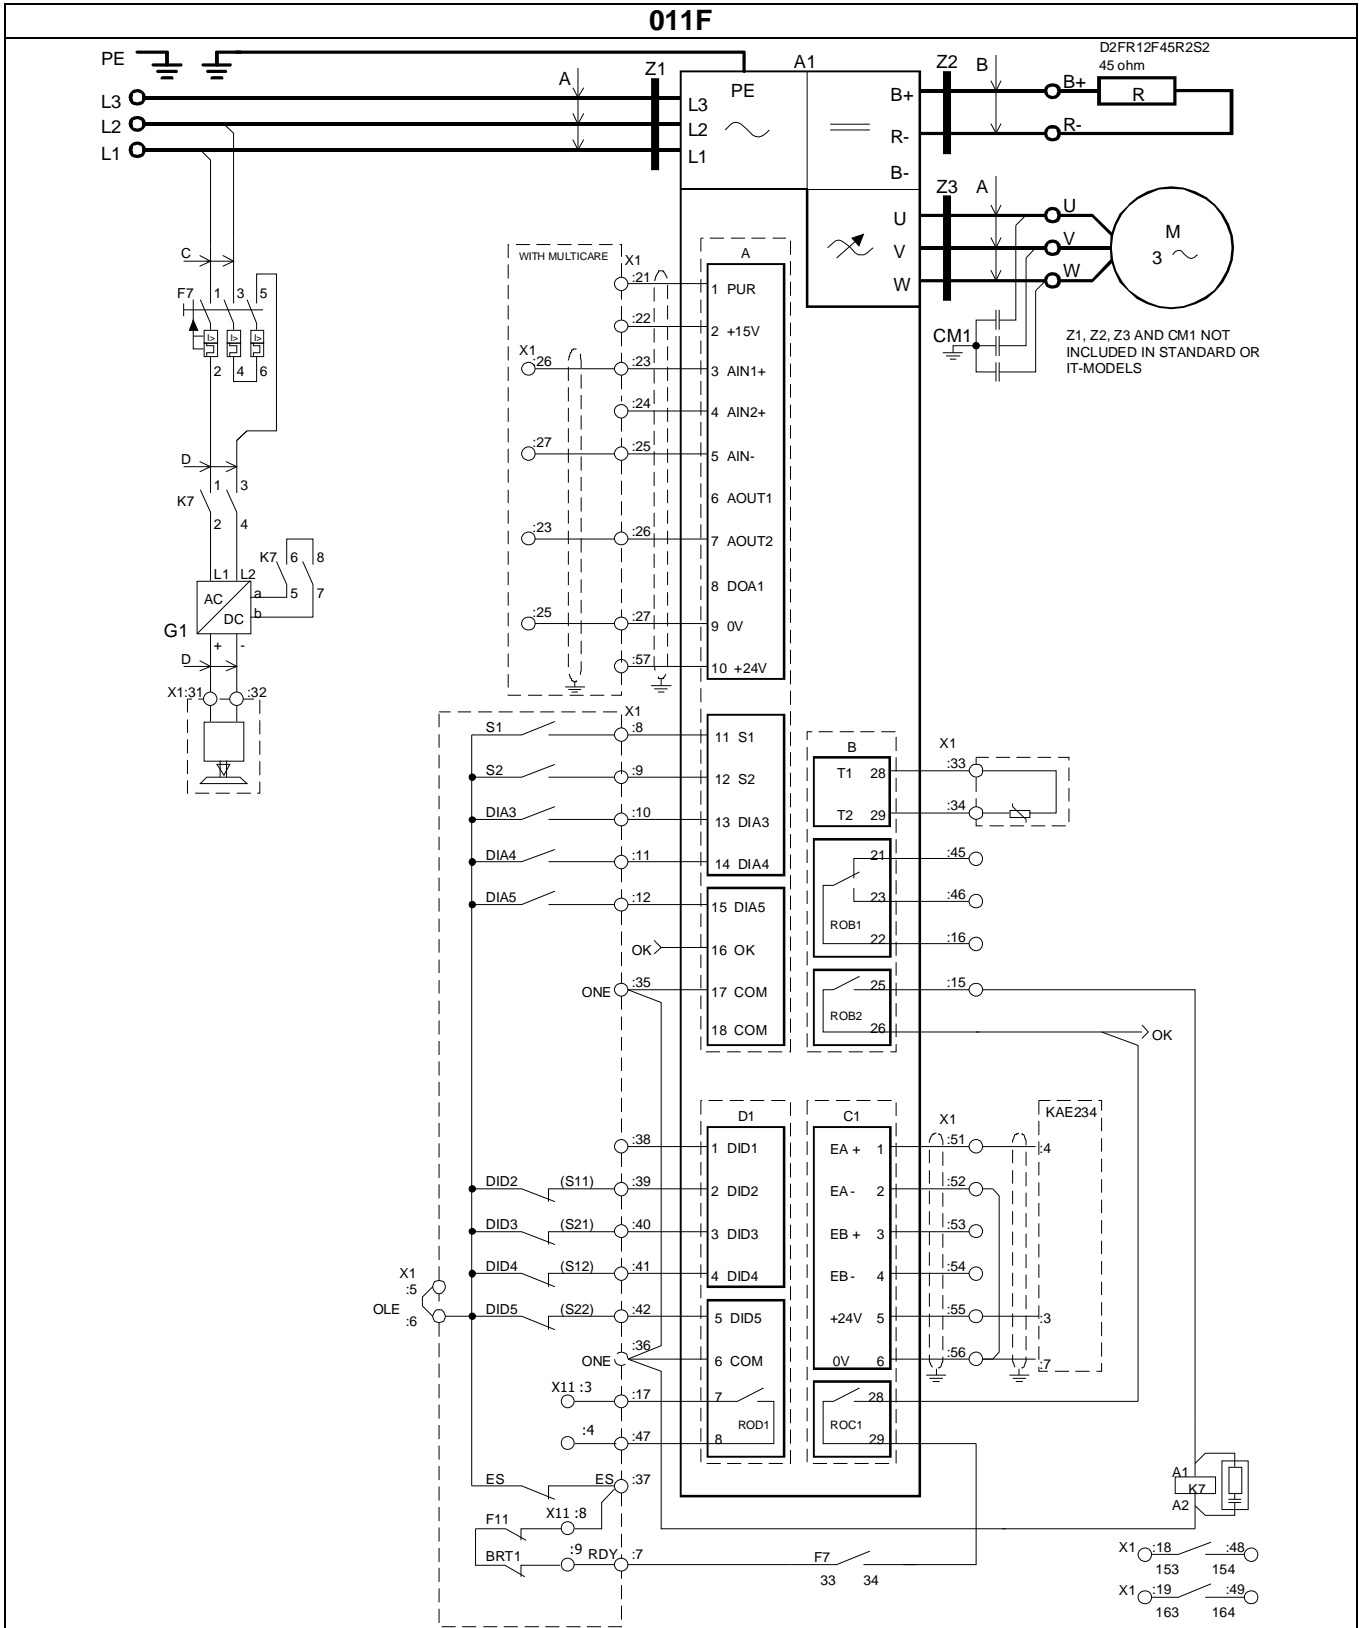 011F
PE
L3
L2
L1
A
Z1
A1
PE
L3
L2
L1
B+
R-
B-
U
V
W
Z2
B
D2FR12F45R2S2
45 ohm
B+
R
R-
Z3
A
U
V
W
M
3
CM1
Z1, Z2, Z3 AND CM1 NOT
INCLUDED IN STANDARD OR
IT-MODELS
C
F7
1
3
5
I>
I>
I>
2
4
6
D
K7
1
3
2
4
L1
L2
AC
DC
a
b
K7
6
8
5
7
G1
+
-
D
X1:31
:32
WITH MULTICARE
X1
A
:21
1 PUR
:22
2 +15V
X1
:26
:23
3 AIN1+
:24
4 AIN2+
:27
:25
5 AIN-
6 AOUT1
:23
:26
7 AOUT2
8 DOA1
:25
:27
9 0V
:57
10 +24V
X1
S1
:8
11 S1
S2
:9
12 S2
DIA3
:10
13 DIA3
DIA4
:11
14 DIA4
DIA5
:12
15 DIA5
OK
16 OK
ONE
:35
17 COM
18 COM
B
T1 28
T2 29
X1
:33
:34
21
23
ROB1
22
:45
:46
:16
25
ROB2
26
:15
OK
D1
C1
X1
KAE234
:38
1 DID1
EA + 1
:51
:4
DID2
(S11)
:39
2 DID2
EA - 2
:52
DID3
(S21)
:40
3 DID3
EB + 3
:53
DID4
(S12)
:41
4 DID4
EB - 4
:54
X1
:5
OLE
:6
DID5
(S22)
:42
5 DID5
+24V 5
:55
:3
ONE
:36
6 COM
0V 6
:56
:7
X11 :3
:17
7
ROD1
28
ROC1
:4
:47
8
29
ES
ES
:37
F11
X11 :8
BRT1
:9
RDY
:7
F7
33
34
A1
K7
A2
X1
:18
:48
153
154
X1
:19
:49
163
164